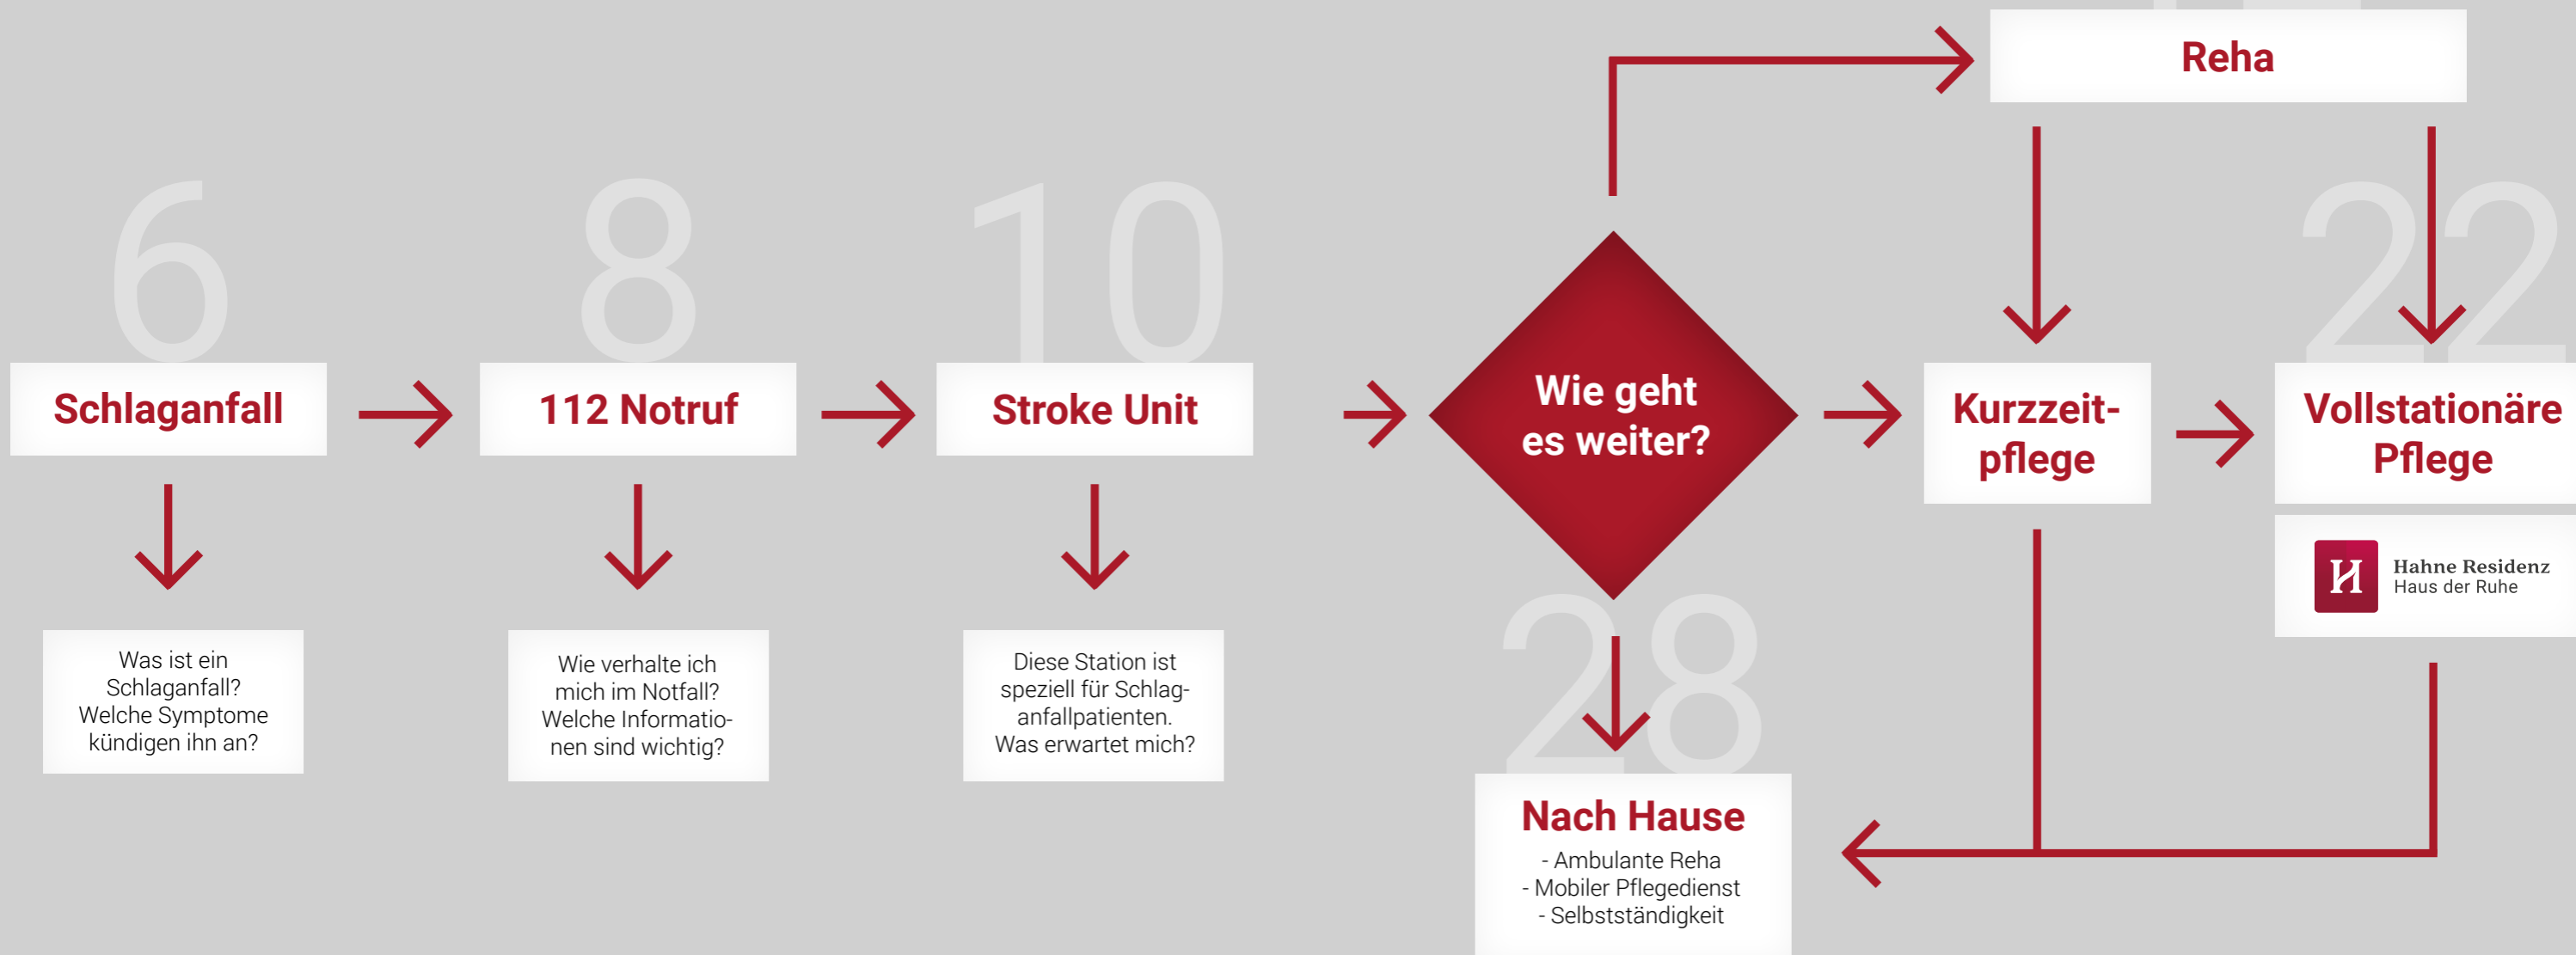 Reha
6
8
10
22
Schlaganfall
112 Notruf
Stroke Unit
Wie geht
es weiter?
Kurzzeit-
pflege
Vollstationäre
Pflege
Hahne Residenz
Haus der Ruhe
Was ist ein
Schlaganfall?
Welche Symptome
kündigen ihn an?
Wie verhalte ich
mich im Notfall?
Welche Informatio-
nen sind wichtig?
Diese Station ist
speziell für Schlag-
anfallpatienten.
Was erwartet mich?
28
Nach Hause
- Ambulante Reha
- Mobiler Pflegedienst
- Selbstständigkeit